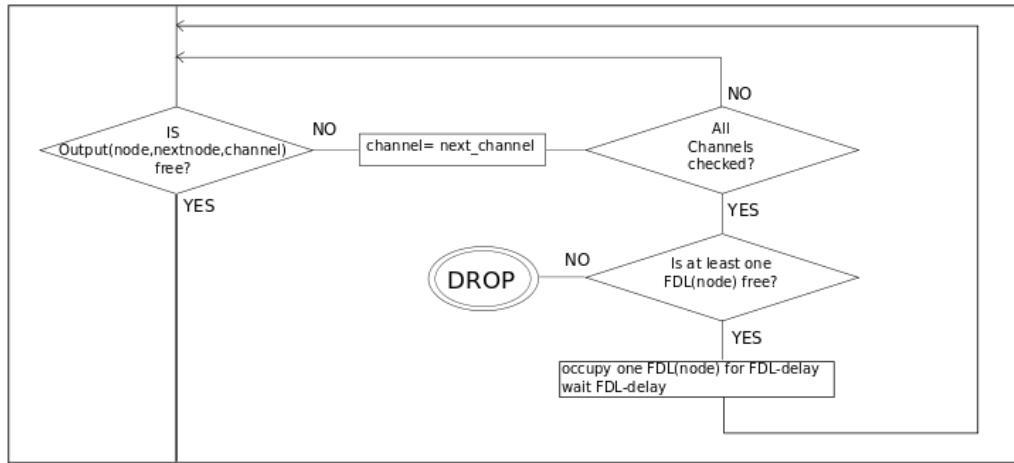 NO
IS
Output(node,nextnode,channel)
free?
NO
channel= next_channel
All
Channels
checked?
YES
YES
Is at least one
FDL(node) free?
NO
DROP
YES
occupy one FDL(node) for FDL-delay
wait FDL-delay